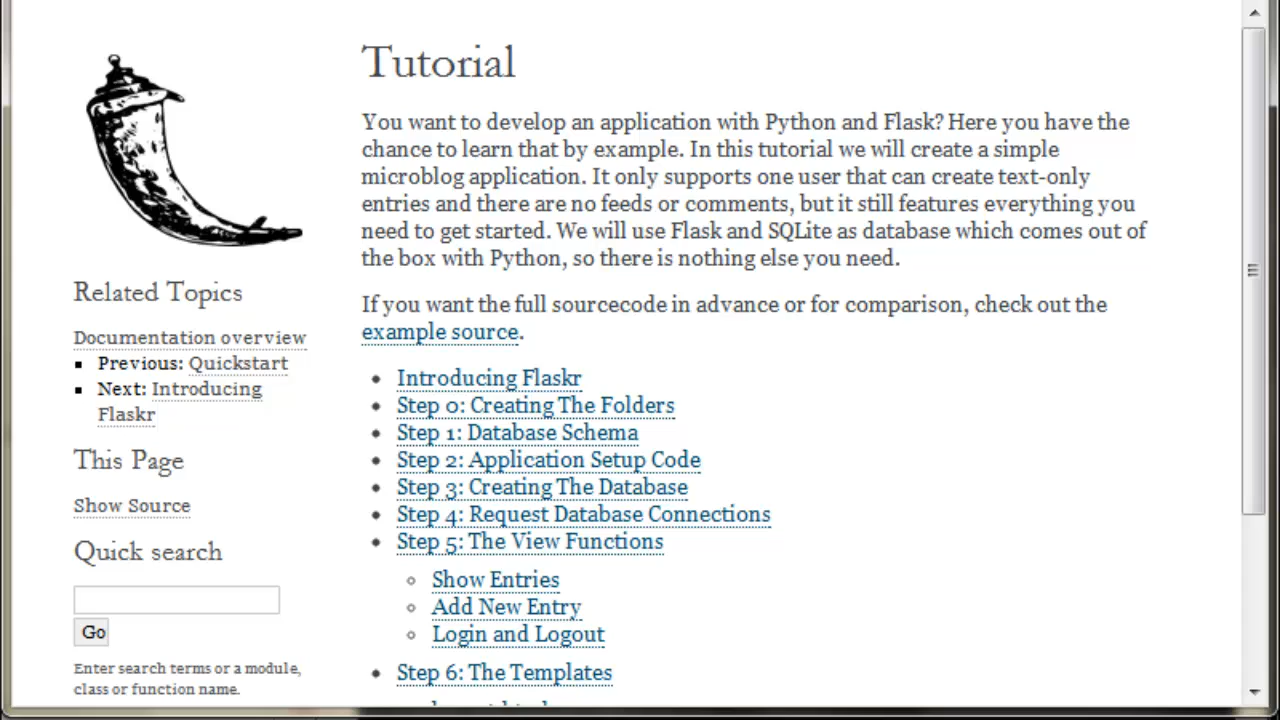 Tutorial
You want to develop an application with Python and Flask? Here you have the
chance to learn that by example. In this tutorial we will create a simple
microblog application. It only supports one user that can create text-only
entries and there are no feeds or comments, but it still features everything you
need to get started. We will use Flask and SQLite as database which comes out of
the box with Python, so there is nothing else you need.
If you want the full sourcecode in advance or for comparison, check out the
example source.
Introducing Flaskr
Step 0: Creating The Folders
Step 1: Database Schema
Step 2: Application Setup Code
Step 3: Creating The Database
Step 4: Request Database Connections
Step 5: The View Functions
Show Entries
Add New Entry
Login and Logout
Step 6: The Templates
Related Topics
Documentation overview
Previous: Quickstart
Next: Introducing
Flaskr
This Page
Show Source
Quick search
Go
Enter search terms or a module,
class or function name.